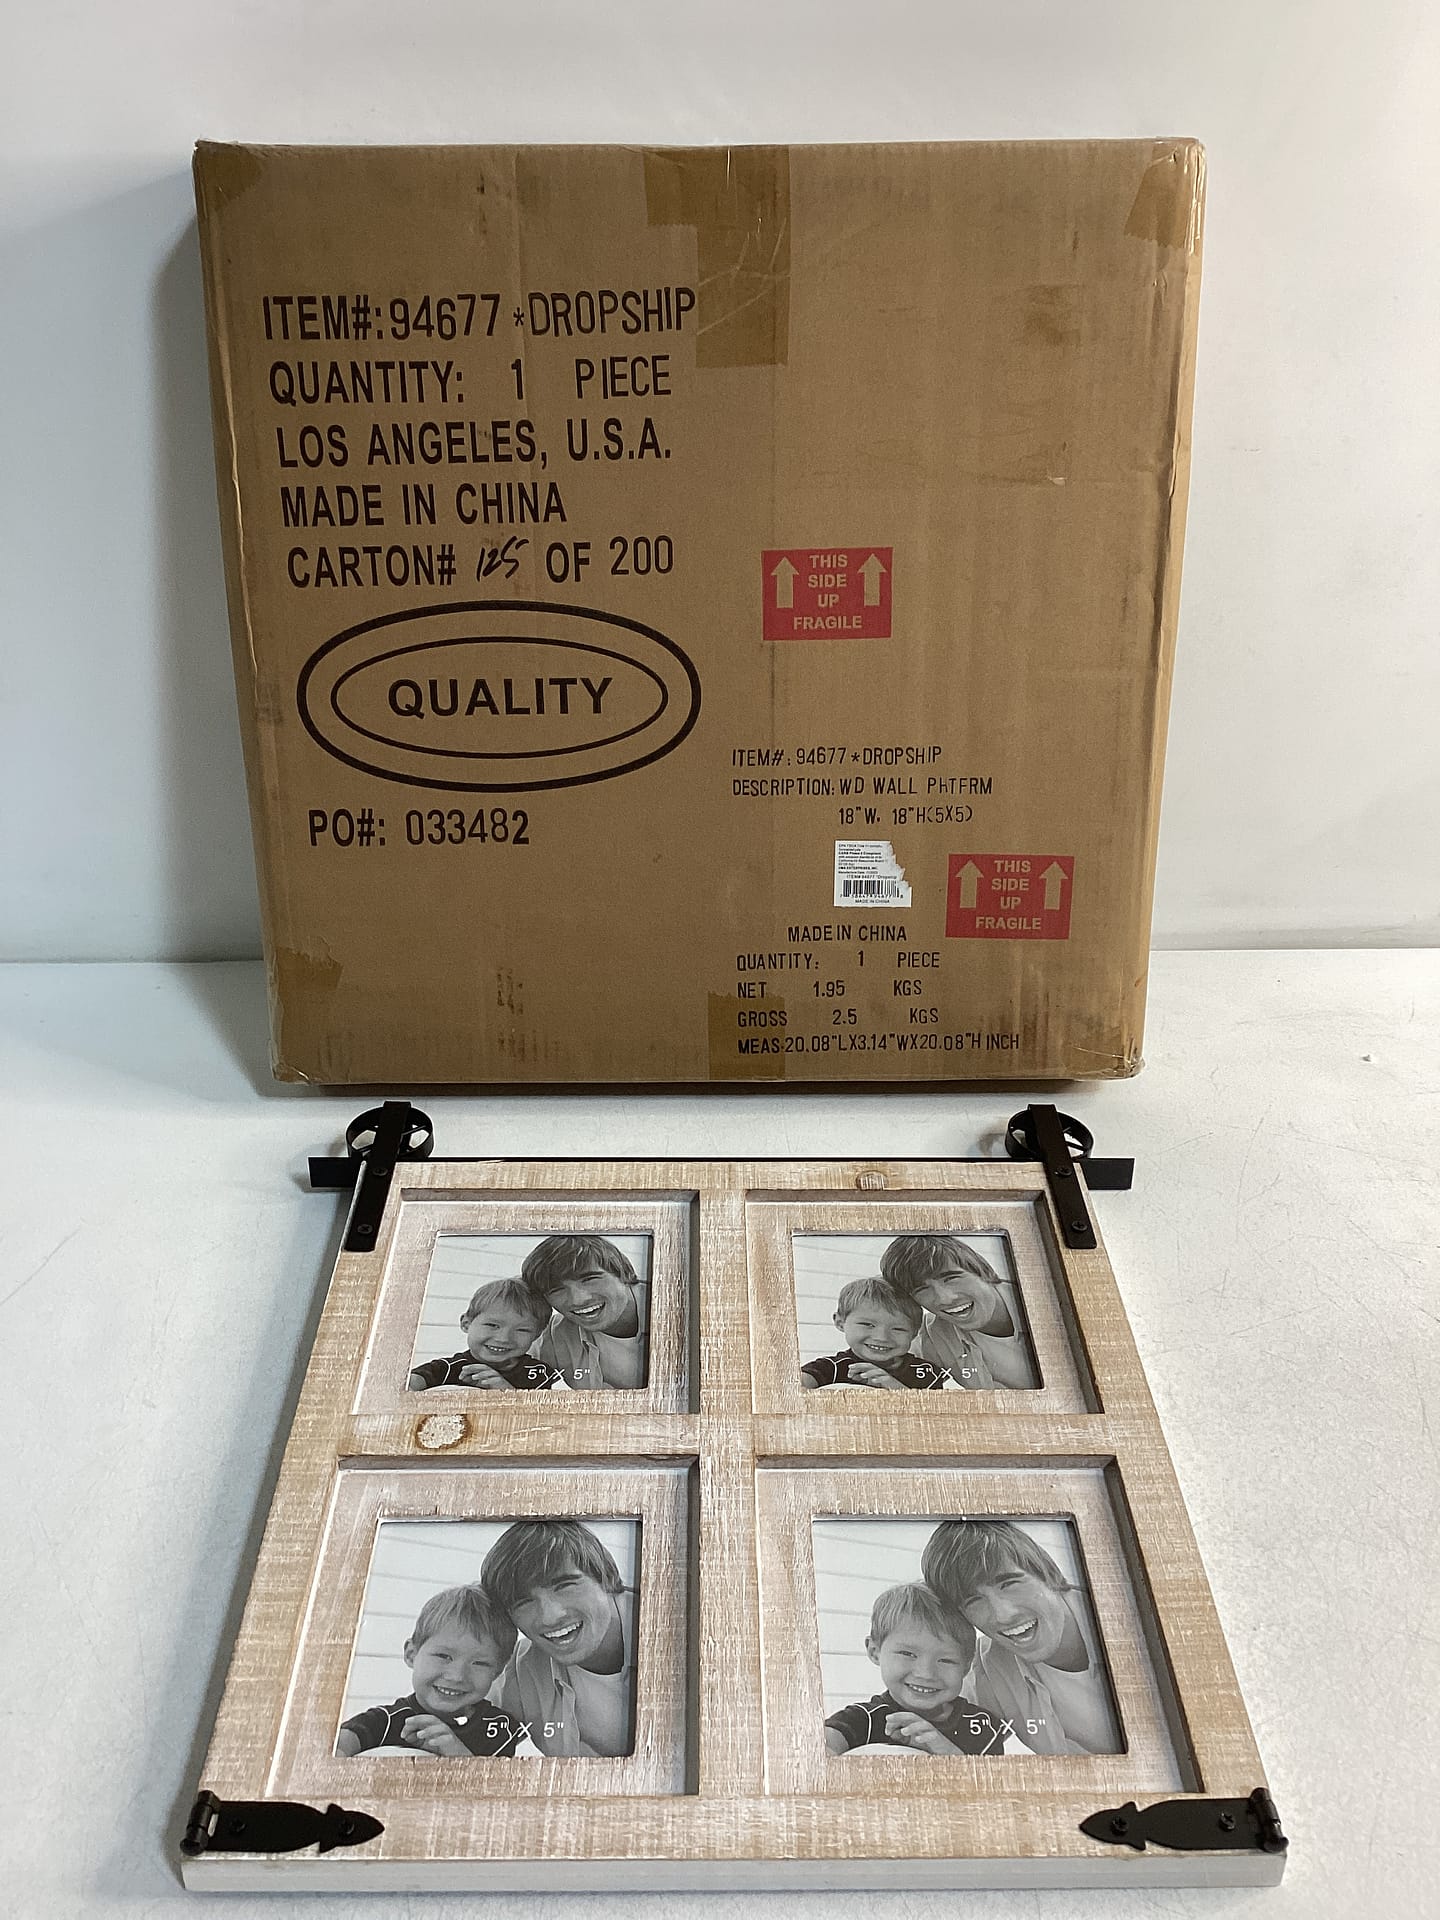 ITEM#:94677*DROPSHIP
QUANTITY: 1 PIECE
LOS ANGELES, U.S.A.
MADE IN CHINA
CARTON# 125 OF 200
QUALITY
PO#: 033482
THIS
SIDE
UP
FRAGILE
ITEM#:94677*DROPSHIP
DESCRIPTION:WD WALL PHTFRM
18"W. 18"H(5X5)
MADE IN CHINA
THIS
SIDE
UP
FRAGILE
MADE IN CHINA
QUANTITY: 1 PIECE
NET 1.95 KGS
GROSS 2.5 KGS
MEAS:20.08"LX3.14"WX20.08"H INCH
5" X 5"
5" X 5"
5" X 5"
5" X 5"